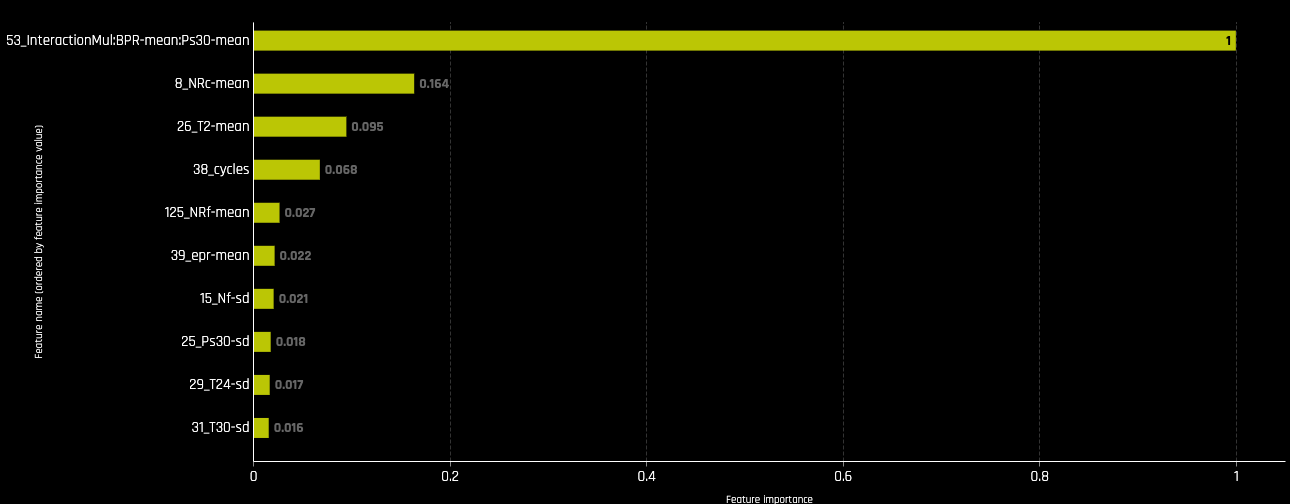 53_InteractionMul:BPR-mean:Ps30-mean
1
8_NRc-mean
0.164
26_T2-mean
0.095
38_cycles
0.068
125_NRf-mean
0.027
39_epr-mean
0.022
15_Nf-sd
0.021
25_Ps30-sd
0.018
29_T24-sd
0.017
31_T30-sd
0.016
Feature name (ordered by feature importance value)
0 0.2 0.4 0.6 0.8 1
Feature importance